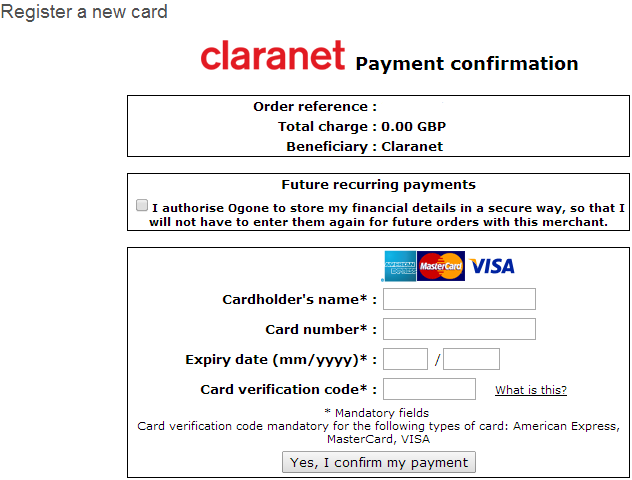 Register a new card
claranet Payment confirmation
Order reference :
Total charge : 0.00 GBP
Beneficiary : Claranet
Future recurring payments
I authorise Ogone to store my financial details in a secure way, so that I
will not have to enter them again for future orders with this merchant.
AMERICAN EXPRESS MasterCard VISA
Cardholder's name* :
Card number* :
Expiry date (mm/yyyy)* : /
Card verification code* : What is this?
* Mandatory fields
Card verification code mandatory for the following types of card: American Express,
MasterCard, VISA
Yes, I confirm my payment